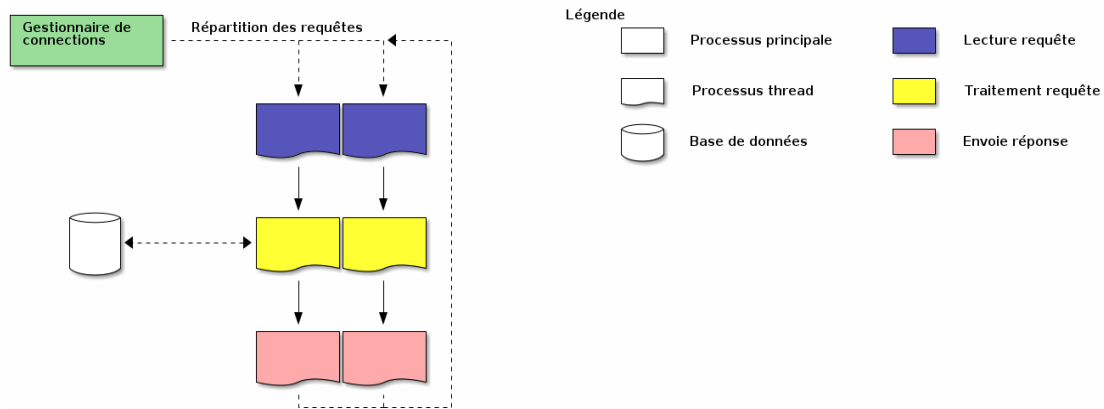 Gestionnaire de
connections
Répartition des requêtes
Légende
Processus principale
Lecture requête
Processus thread
Traitement requête
Base de données
Envoie réponse